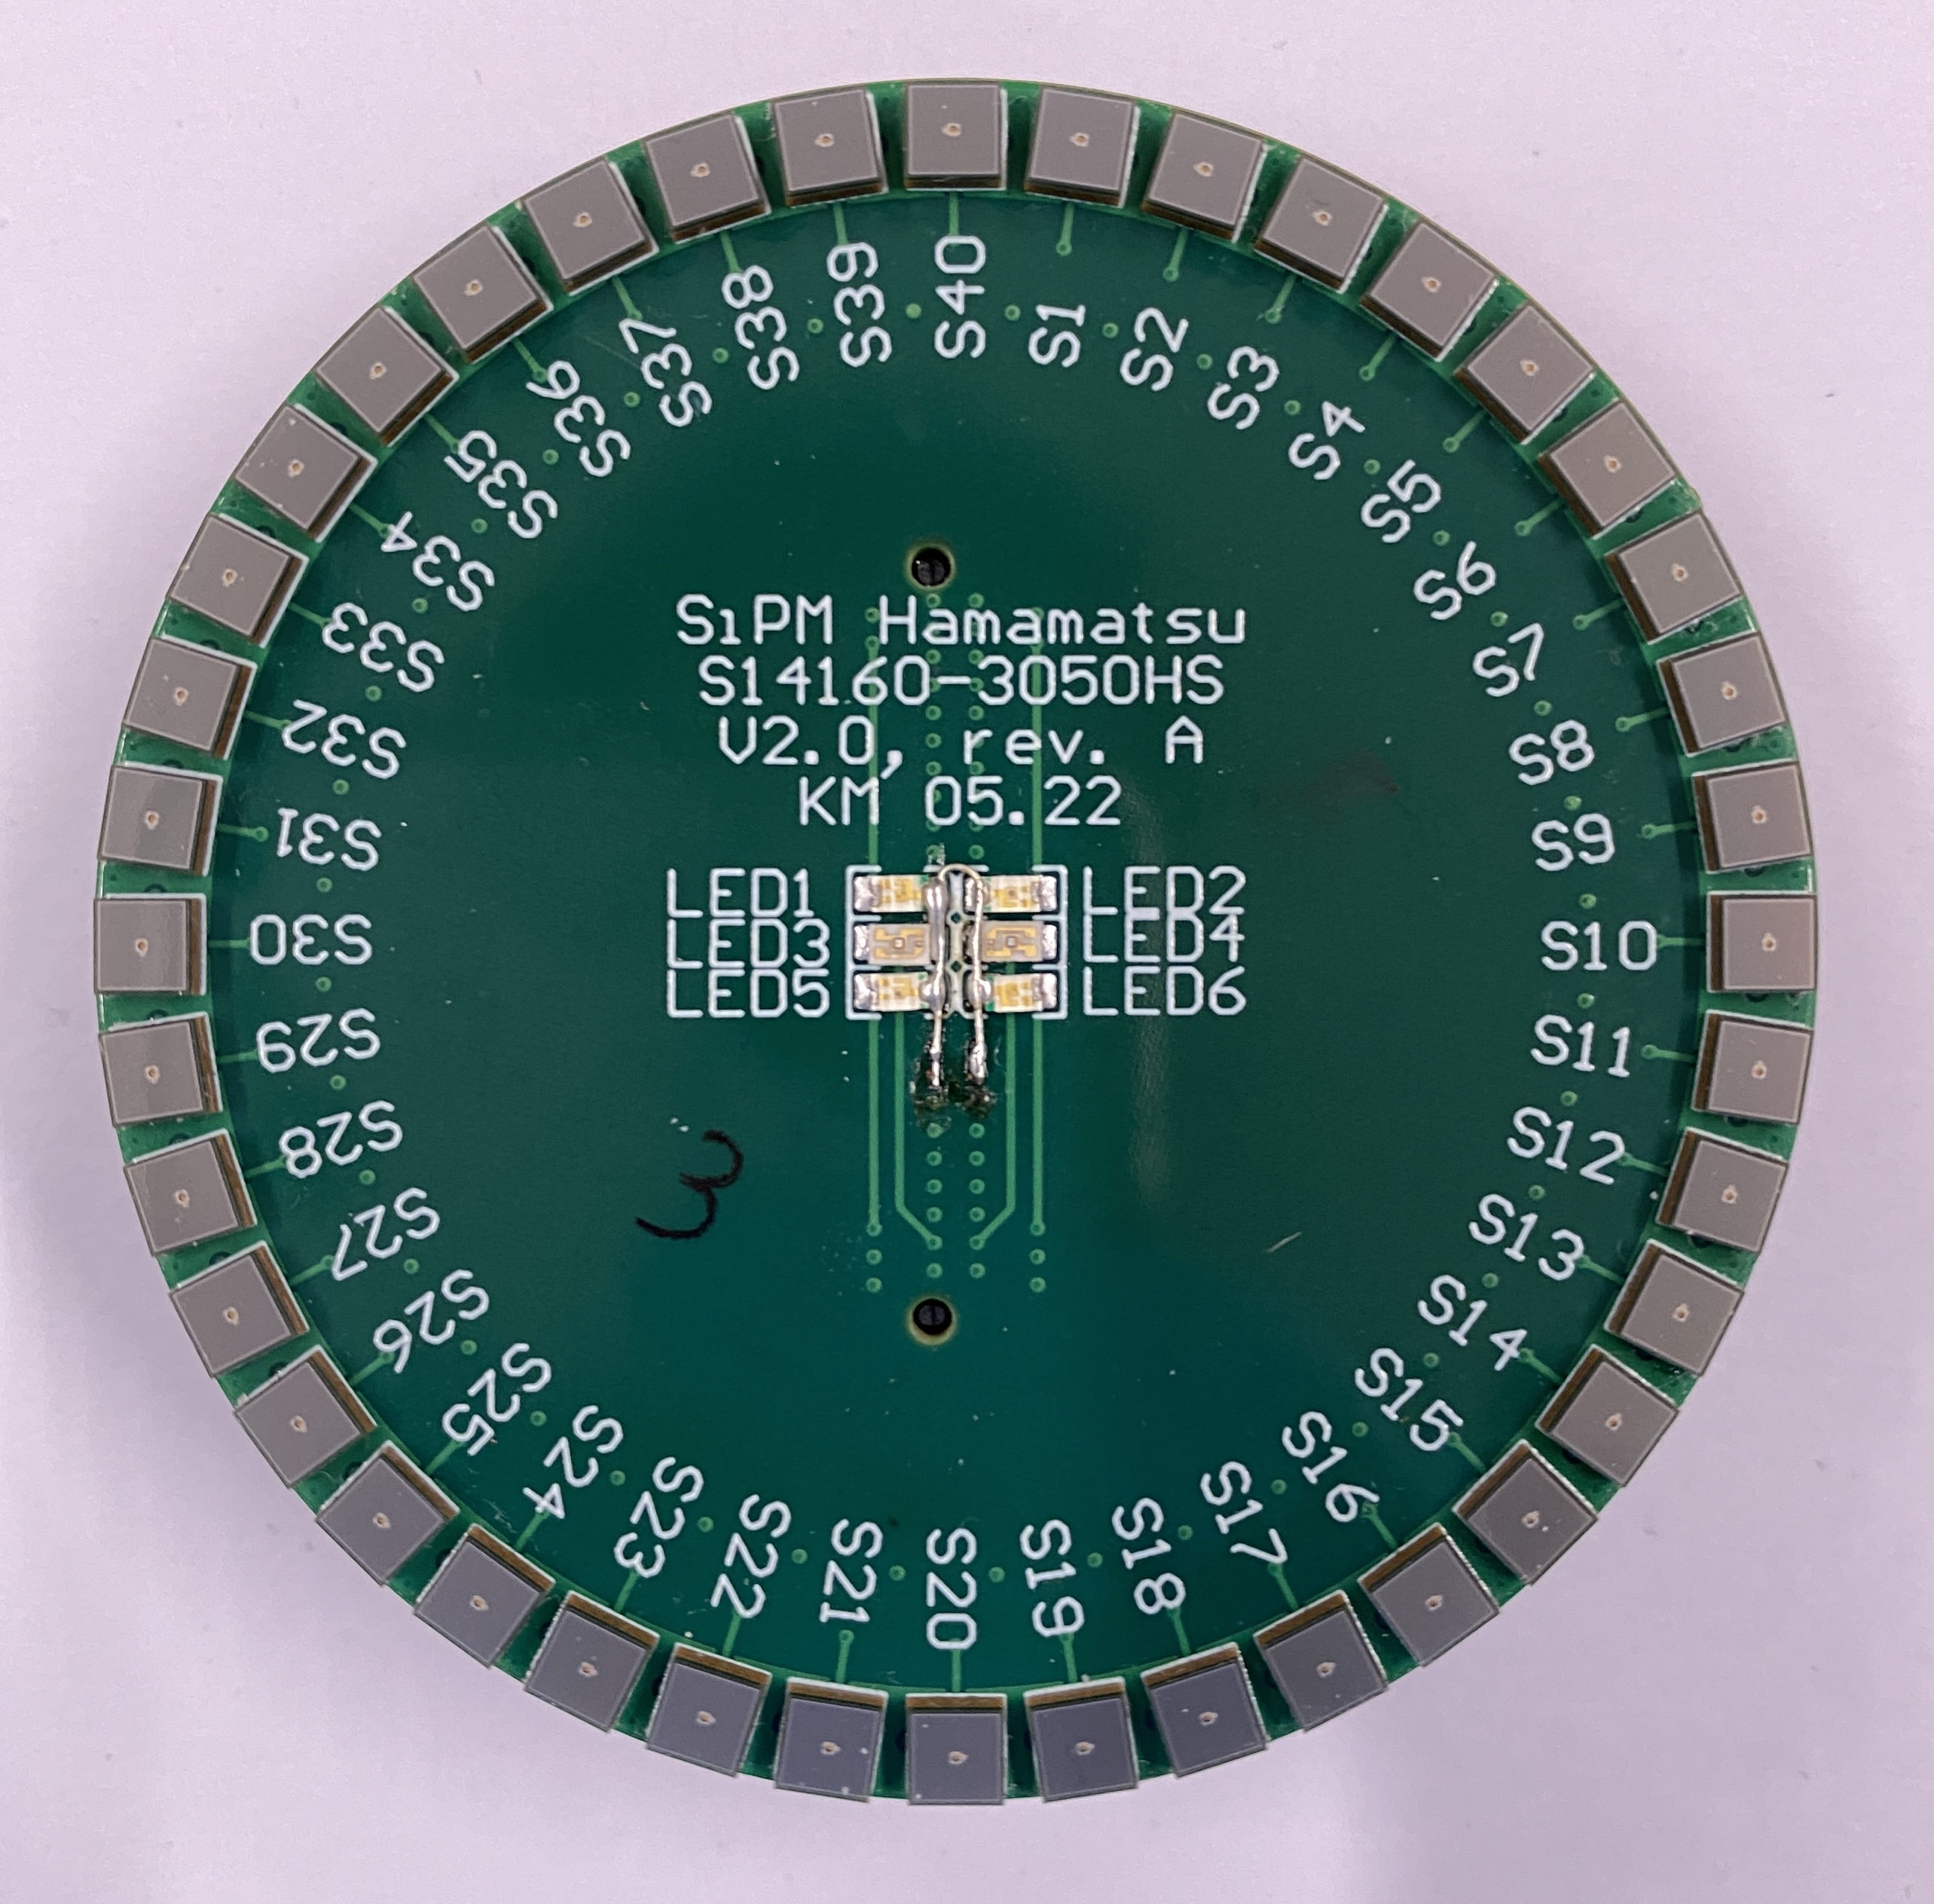 S40
S1
S2
S3
S4
S5
S6
S7
S8
S9
S10
S11
S12
S13
S14
S15
S16
S17
S18
S19
S20
S21
S22
S23
S24
S25
S26
S27
S28
S29
S30
S31
S32
S33
S34
S35
S36
S37
S38
S39
SiPM Hamamatsu
S14160-3050HS
V2.0, rev. A
KM 05.22
LED1 LED2
LED3 LED4
LED5 LED6
3